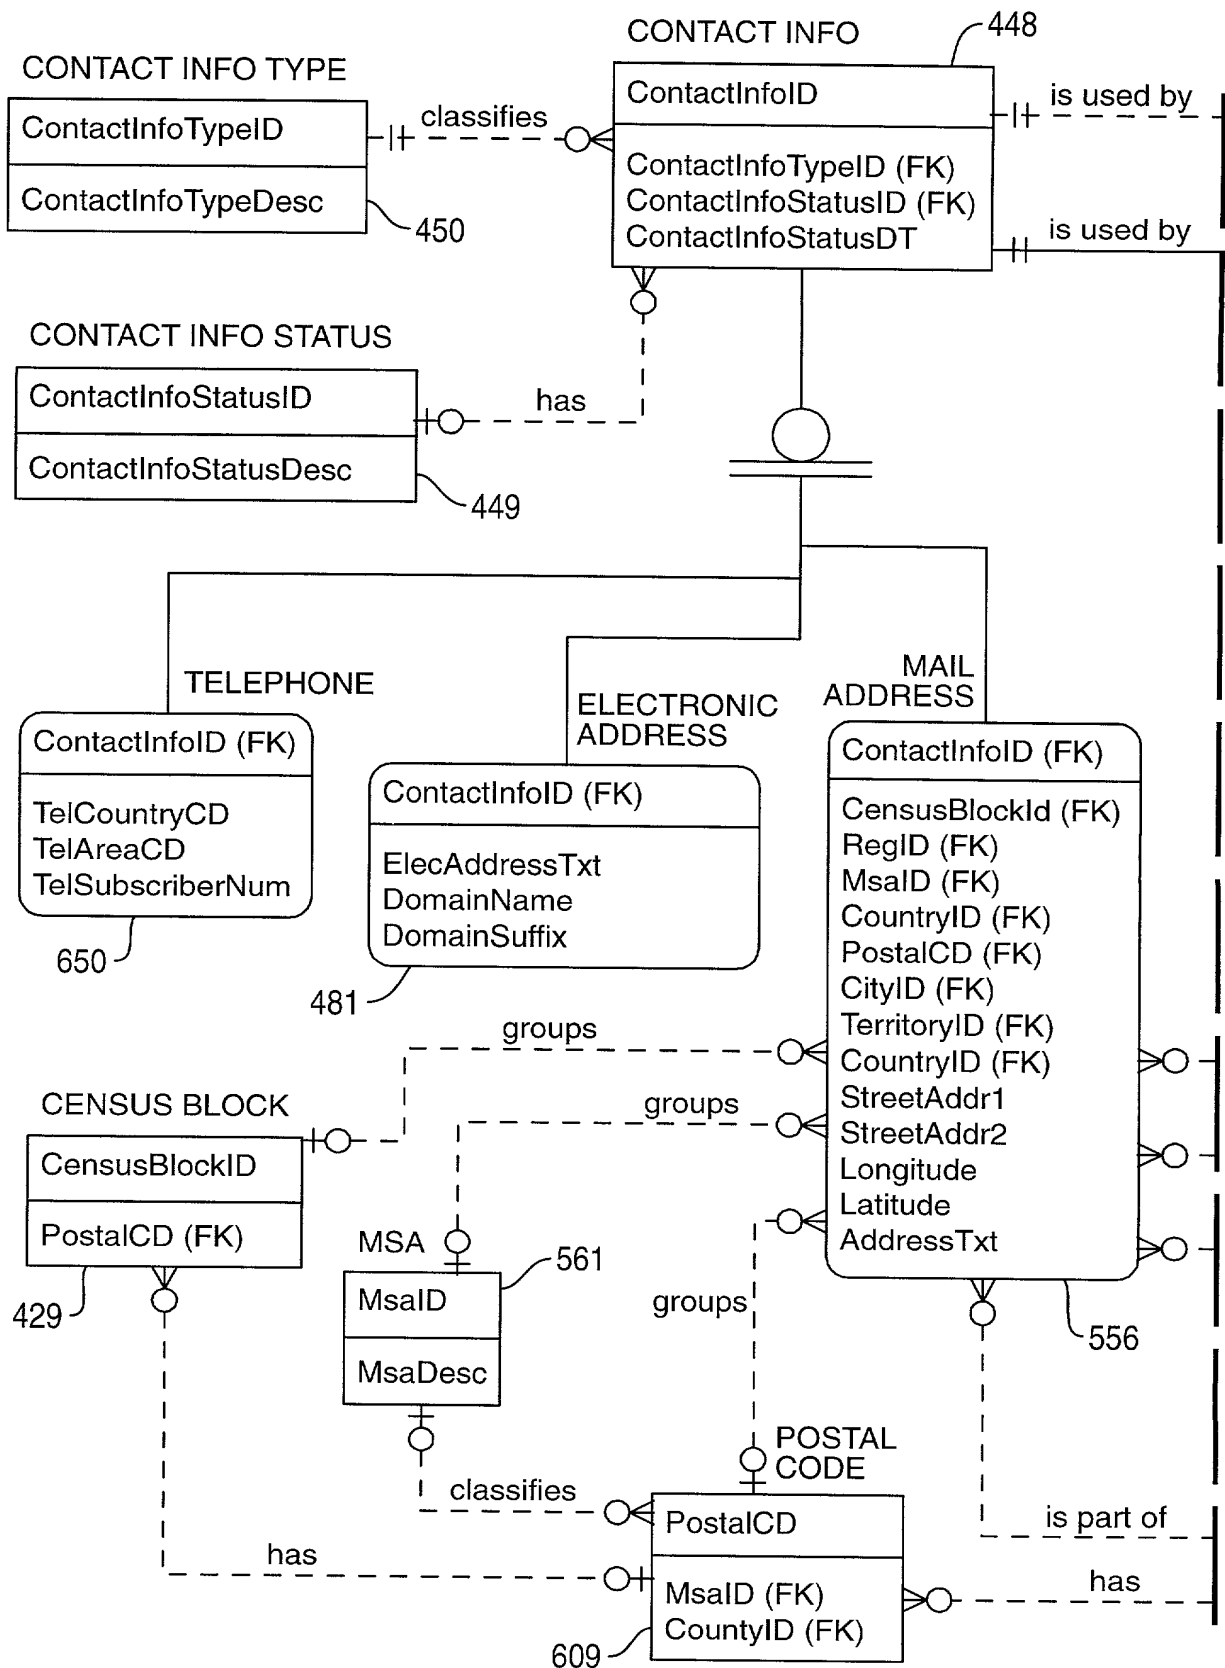 CONTACT INFO
448
CONTACT INFO TYPE
ContactInfoID
is used by
ContactInfoTypeID
classifies
ContactInfoTypeID (FK)
ContactInfoStatusID (FK)
ContactInfoStatusDT
ContactInfoTypeDesc
450
is used by
CONTACT INFO STATUS
ContactInfoStatusID
has
ContactInfoStatusDesc
449
TELEPHONE
ELECTRONIC
ADDRESS
MAIL
ADDRESS
ContactInfoID (FK)
TelCountryCD
TelAreaCD
TelSubscriberNum
650
ContactInfoID (FK)
ElecAddressTxt
DomainName
DomainSuffix
481
ContactInfoID (FK)
CensusBlockId (FK)
RegID (FK)
MsaID (FK)
CountryID (FK)
PostalCD (FK)
CityID (FK)
TerritoryID (FK)
CountryID (FK)
StreetAddr1
StreetAddr2
Longitude
Latitude
AddressTxt
556
groups
groups
groups
CENSUS BLOCK
CensusBlockID
PostalCD (FK)
429
MSA
561
MsaID
MsaDesc
POSTAL
CODE
classifies
PostalCD
is part of
has
MsaID (FK)
CountyID (FK)
has
609